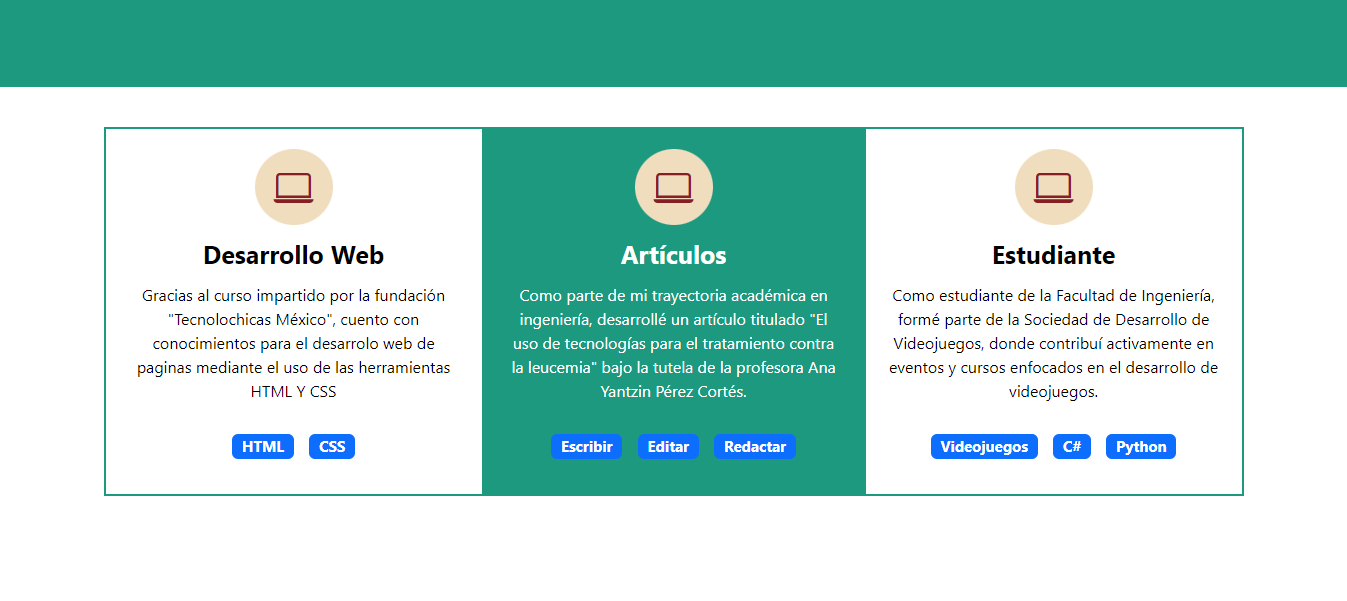 Desarrollo Web
Gracias al curso impartido por la fundación
"Tecnolochicas México", cuento con
conocimientos para el desarrolo web de
paginas mediante el uso de las herramientas
HTML Y CSS
HTML CSS
Artículos
Como parte de mi trayectoria académica en
ingeniería, desarrollé un artículo titulado "El
uso de tecnologías para el tratamiento contra
la leucemia" bajo la tutela de la profesora Ana
Yantzin Pérez Cortés.
Escribir Editar Redactar
Estudiante
Como estudiante de la Facultad de Ingeniería,
formé parte de la Sociedad de Desarrollo de
Videojuegos, donde contribuí activamente en
eventos y cursos enfocados en el desarrollo de
videojuegos.
Videojuegos C# Python